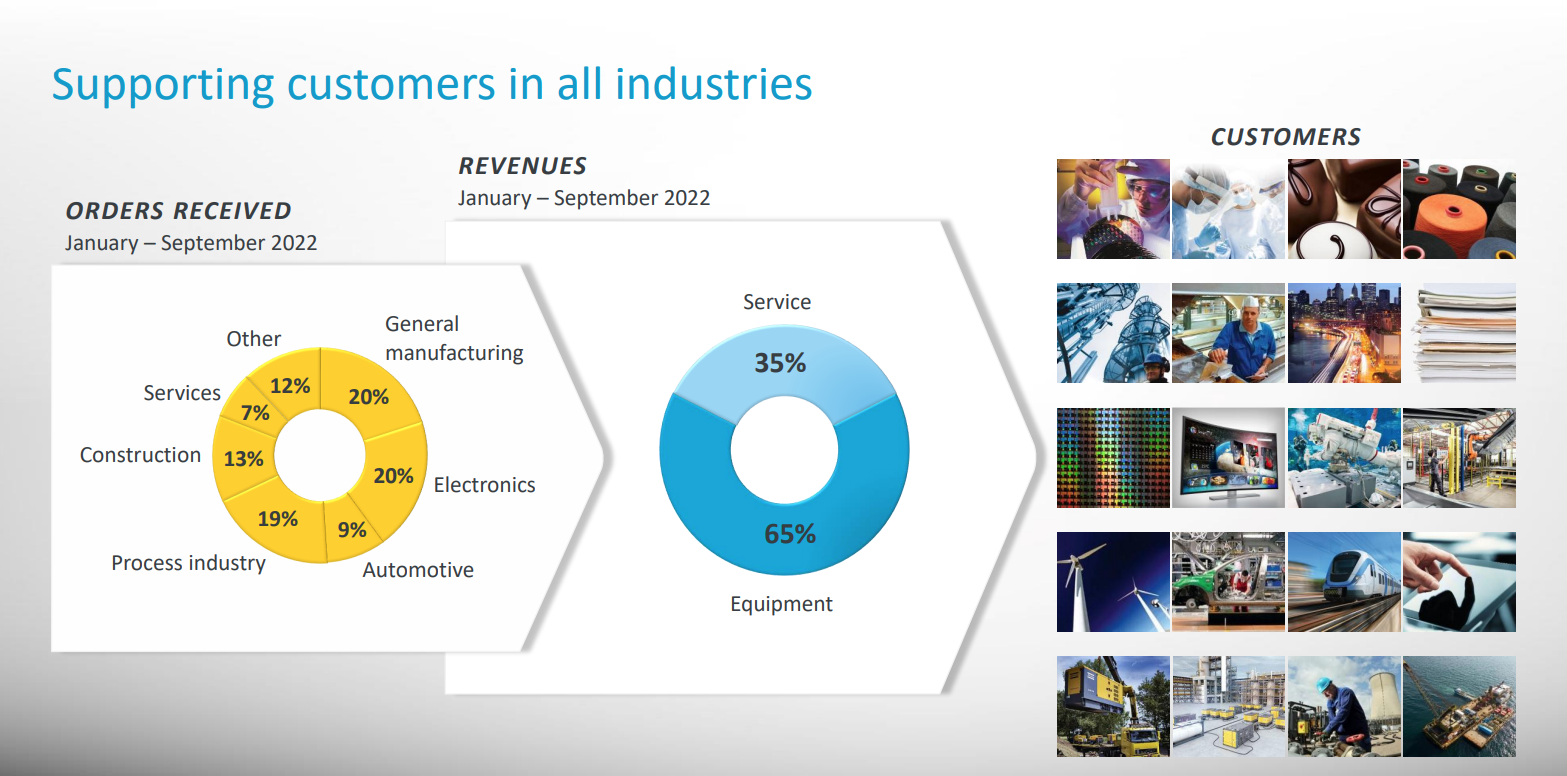 Supporting customers in all industries
ORDERS RECEIVED
January – September 2022
Other
12%
General
manufacturing
20%
Services
7%
Construction
13%
20%
Electronics
19%
Process industry
9%
Automotive
REVENUES
January – September 2022
Service
35%
65%
Equipment
CUSTOMERS